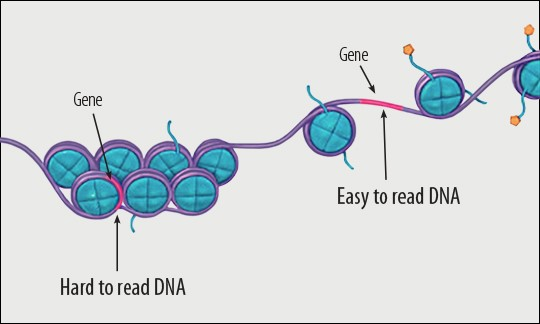 Gene
Hard to read DNA
Gene
Easy to read DNA